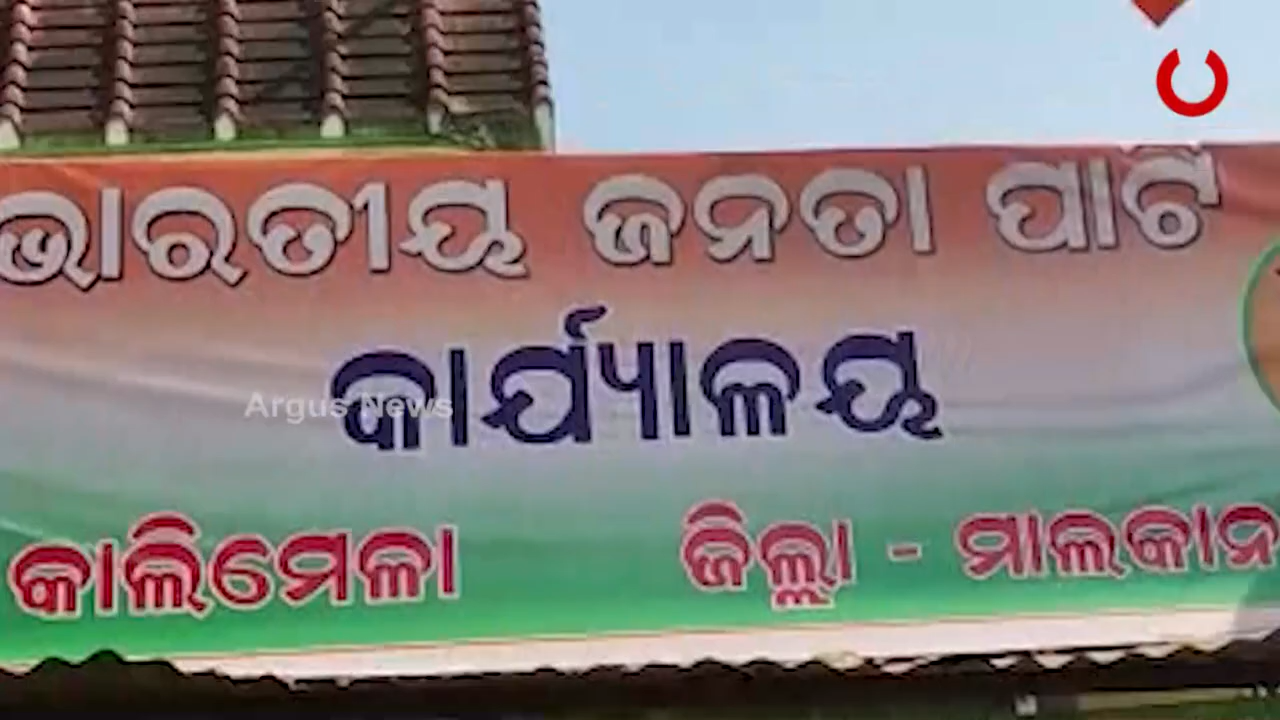 ଭାରତୀୟ ଜନତା ପାଟି
କାର୍ଯ୍ୟାଳୟ
Argus News
କାଲିମେଳା ଜିଲ୍ଲା - ମାଲକାନ